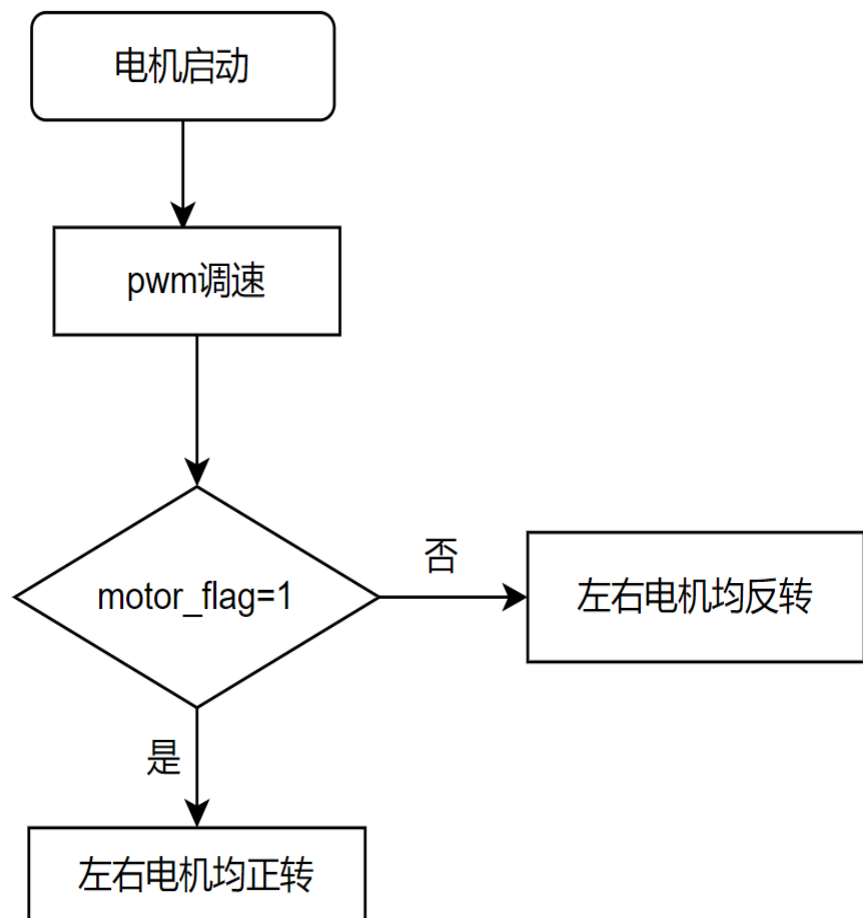 电机启动
pwm调速
motor_flag=1
否
左右电机均反转
是
左右电机均正转